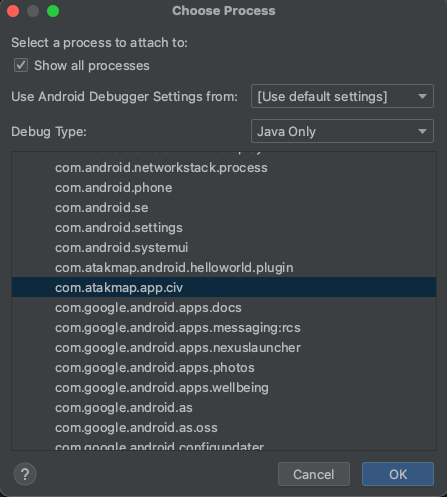 Choose Process
Select a process to attach to:
Show all processes
Use Android Debugger Settings from: [Use default settings]
Debug Type: Java Only
com.android.networkstack.process
com.android.phone
com.android.se
com.android.settings
com.android.systemui
com.atakmap.android.helloworld.plugin
com.atakmap.app.civ
com.google.android.apps.docs
com.google.android.apps.messaging:rcs
com.google.android.apps.nexuslauncher
com.google.android.apps.photos
com.google.android.apps.wellbeing
com.google.android.as
com.google.android.as.oss
com.google.android.configupdater
? Cancel OK